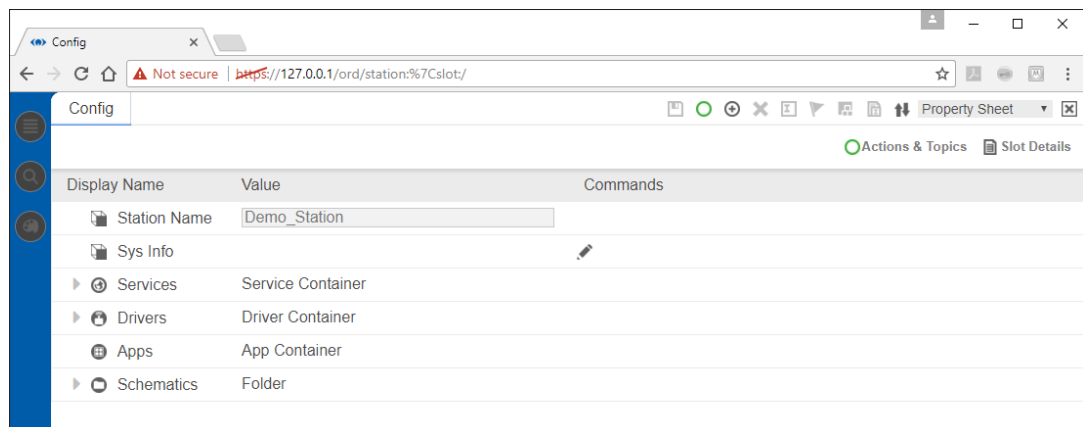 Config
Not secure https://127.0.0.1/ord/station:%7Cslot:/
Config Property Sheet
Actions & Topics Slot Details
Display Name Value Commands
Station Name Demo_Station
Sys Info
Services Service Container
Drivers Driver Container
Apps App Container
Schematics Folder